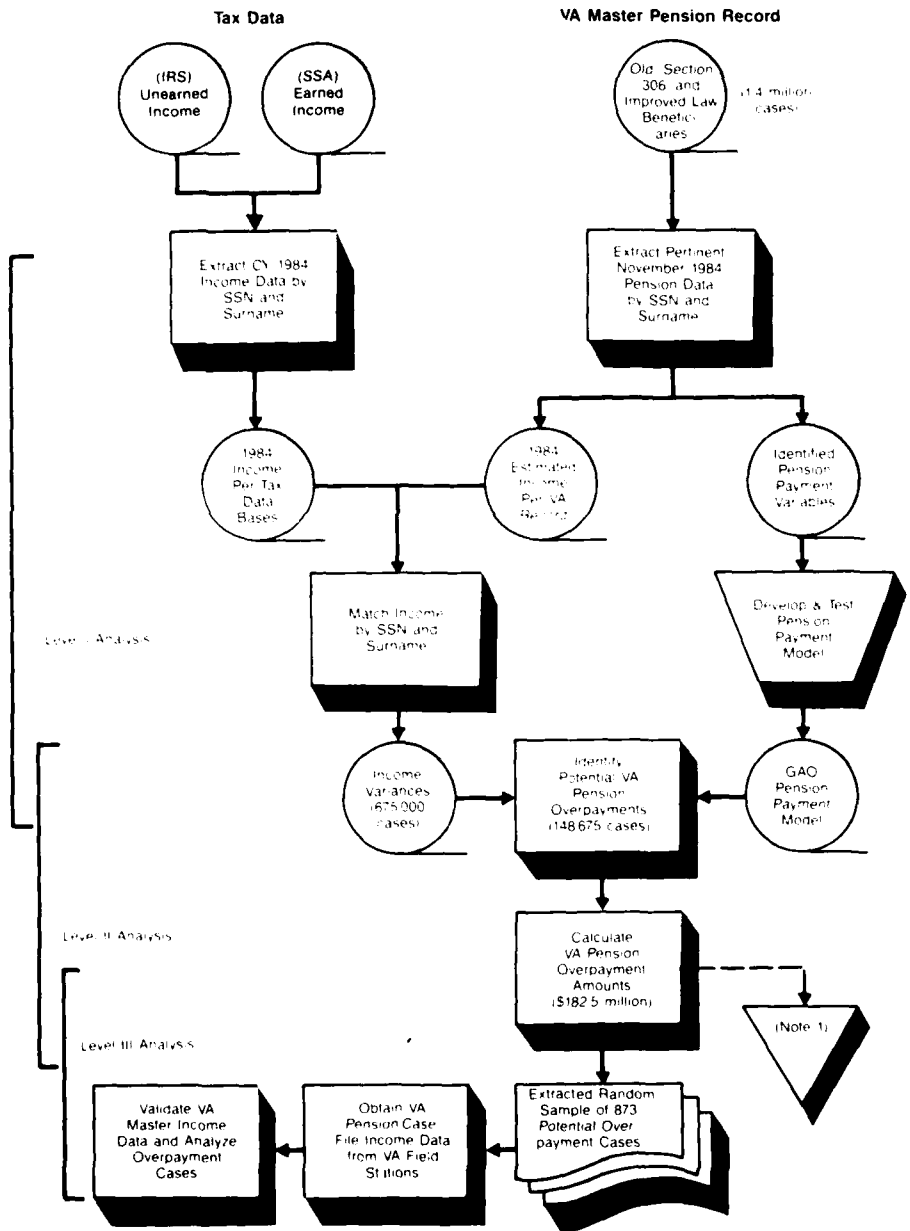 Tax Data
VA Master Pension Record
(IRS)
Unearned
Income
(SSA)
Earned
Income
Old Section
306 and
Improved Law
Benefici
aries
(1.4 million
cases)
Extract CY 1984
Income Data by
SSN and
Surname
Extract Pertinent
November 1984
Pension Data
by SSN and
Surname
1984
Income
Per Tax
Data
Bases
1984
Estimated
Income
Per VA
Record
Identified
Pension
Payment
Variables
Match Income
by SSN and
Surname
Develop & Test
Pension
Payment
Model
Level I Analysis
Income
Variances
(675,000
cases)
Identify
Potential VA
Pension
Overpayments
(148,675 cases)
GAO
Pension
Payment
Model
Level II Analysis
Calculate
VA Pension
Overpayment
Amounts
($182.5 million)
(Note 1)
Level III Analysis
Validate VA
Master Income
Data and Analyze
Overpayment
Cases
Obtain VA
Pension Case
File Income Data
from VA Field
Stations
Extracted Random
Sample of 873
Potential Over
payment Cases